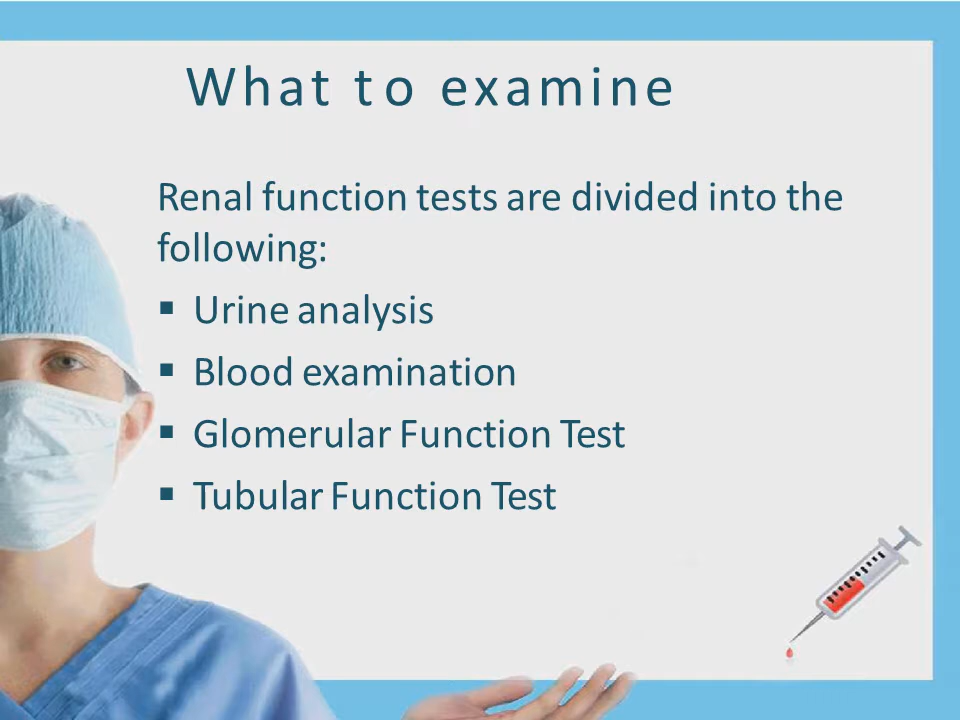 What to examine
Renal function tests are divided into the
following:
▪ Urine analysis
▪ Blood examination
▪ Glomerular Function Test
▪ Tubular Function Test